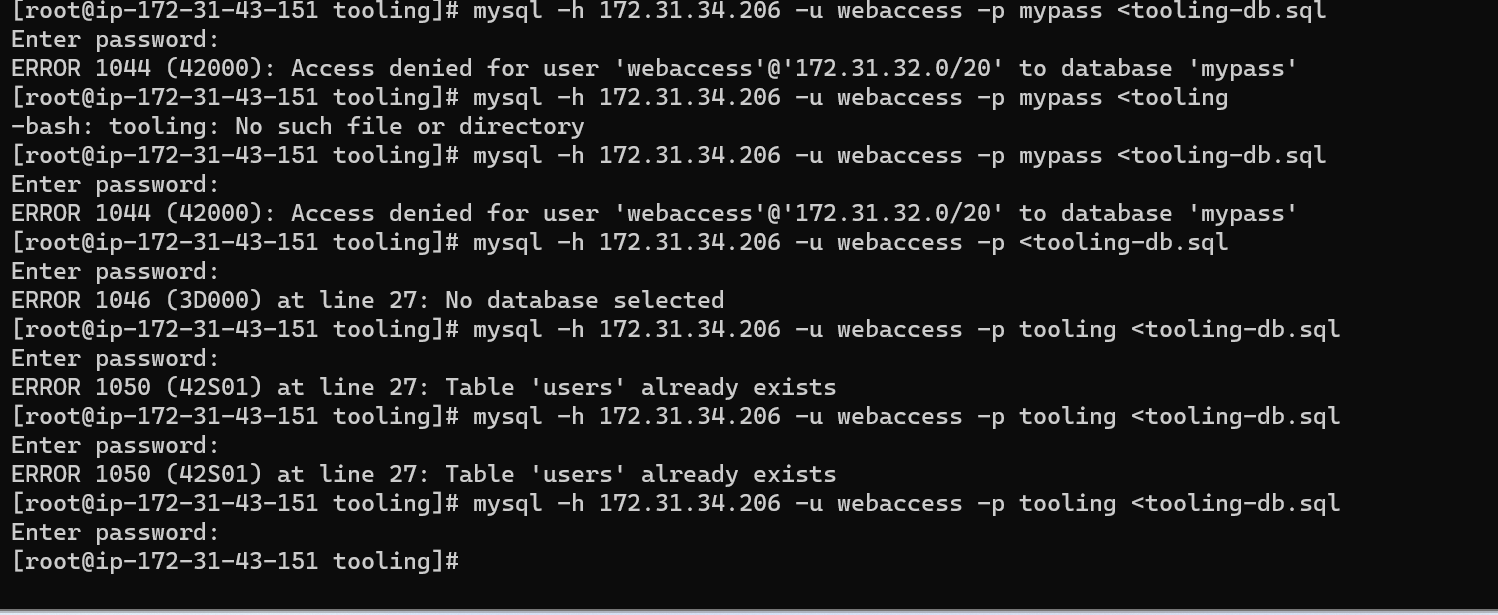 [root@ip-172-31-43-151 tooling]# mysql -h 172.31.34.206 -u webaccess -p mypass <tooling-db.sql
Enter password:
ERROR 1044 (42000): Access denied for user 'webaccess'@'172.31.32.0/20' to database 'mypass'
[root@ip-172-31-43-151 tooling]# mysql -h 172.31.34.206 -u webaccess -p mypass <tooling
-bash: tooling: No such file or directory
[root@ip-172-31-43-151 tooling]# mysql -h 172.31.34.206 -u webaccess -p mypass <tooling-db.sql
Enter password:
ERROR 1044 (42000): Access denied for user 'webaccess'@'172.31.32.0/20' to database 'mypass'
[root@ip-172-31-43-151 tooling]# mysql -h 172.31.34.206 -u webaccess -p <tooling-db.sql
Enter password:
ERROR 1046 (3D000) at line 27: No database selected
[root@ip-172-31-43-151 tooling]# mysql -h 172.31.34.206 -u webaccess -p tooling <tooling-db.sql
Enter password:
ERROR 1050 (42S01) at line 27: Table 'users' already exists
[root@ip-172-31-43-151 tooling]# mysql -h 172.31.34.206 -u webaccess -p tooling <tooling-db.sql
Enter password:
ERROR 1050 (42S01) at line 27: Table 'users' already exists
[root@ip-172-31-43-151 tooling]# mysql -h 172.31.34.206 -u webaccess -p tooling <tooling-db.sql
Enter password:
[root@ip-172-31-43-151 tooling]#